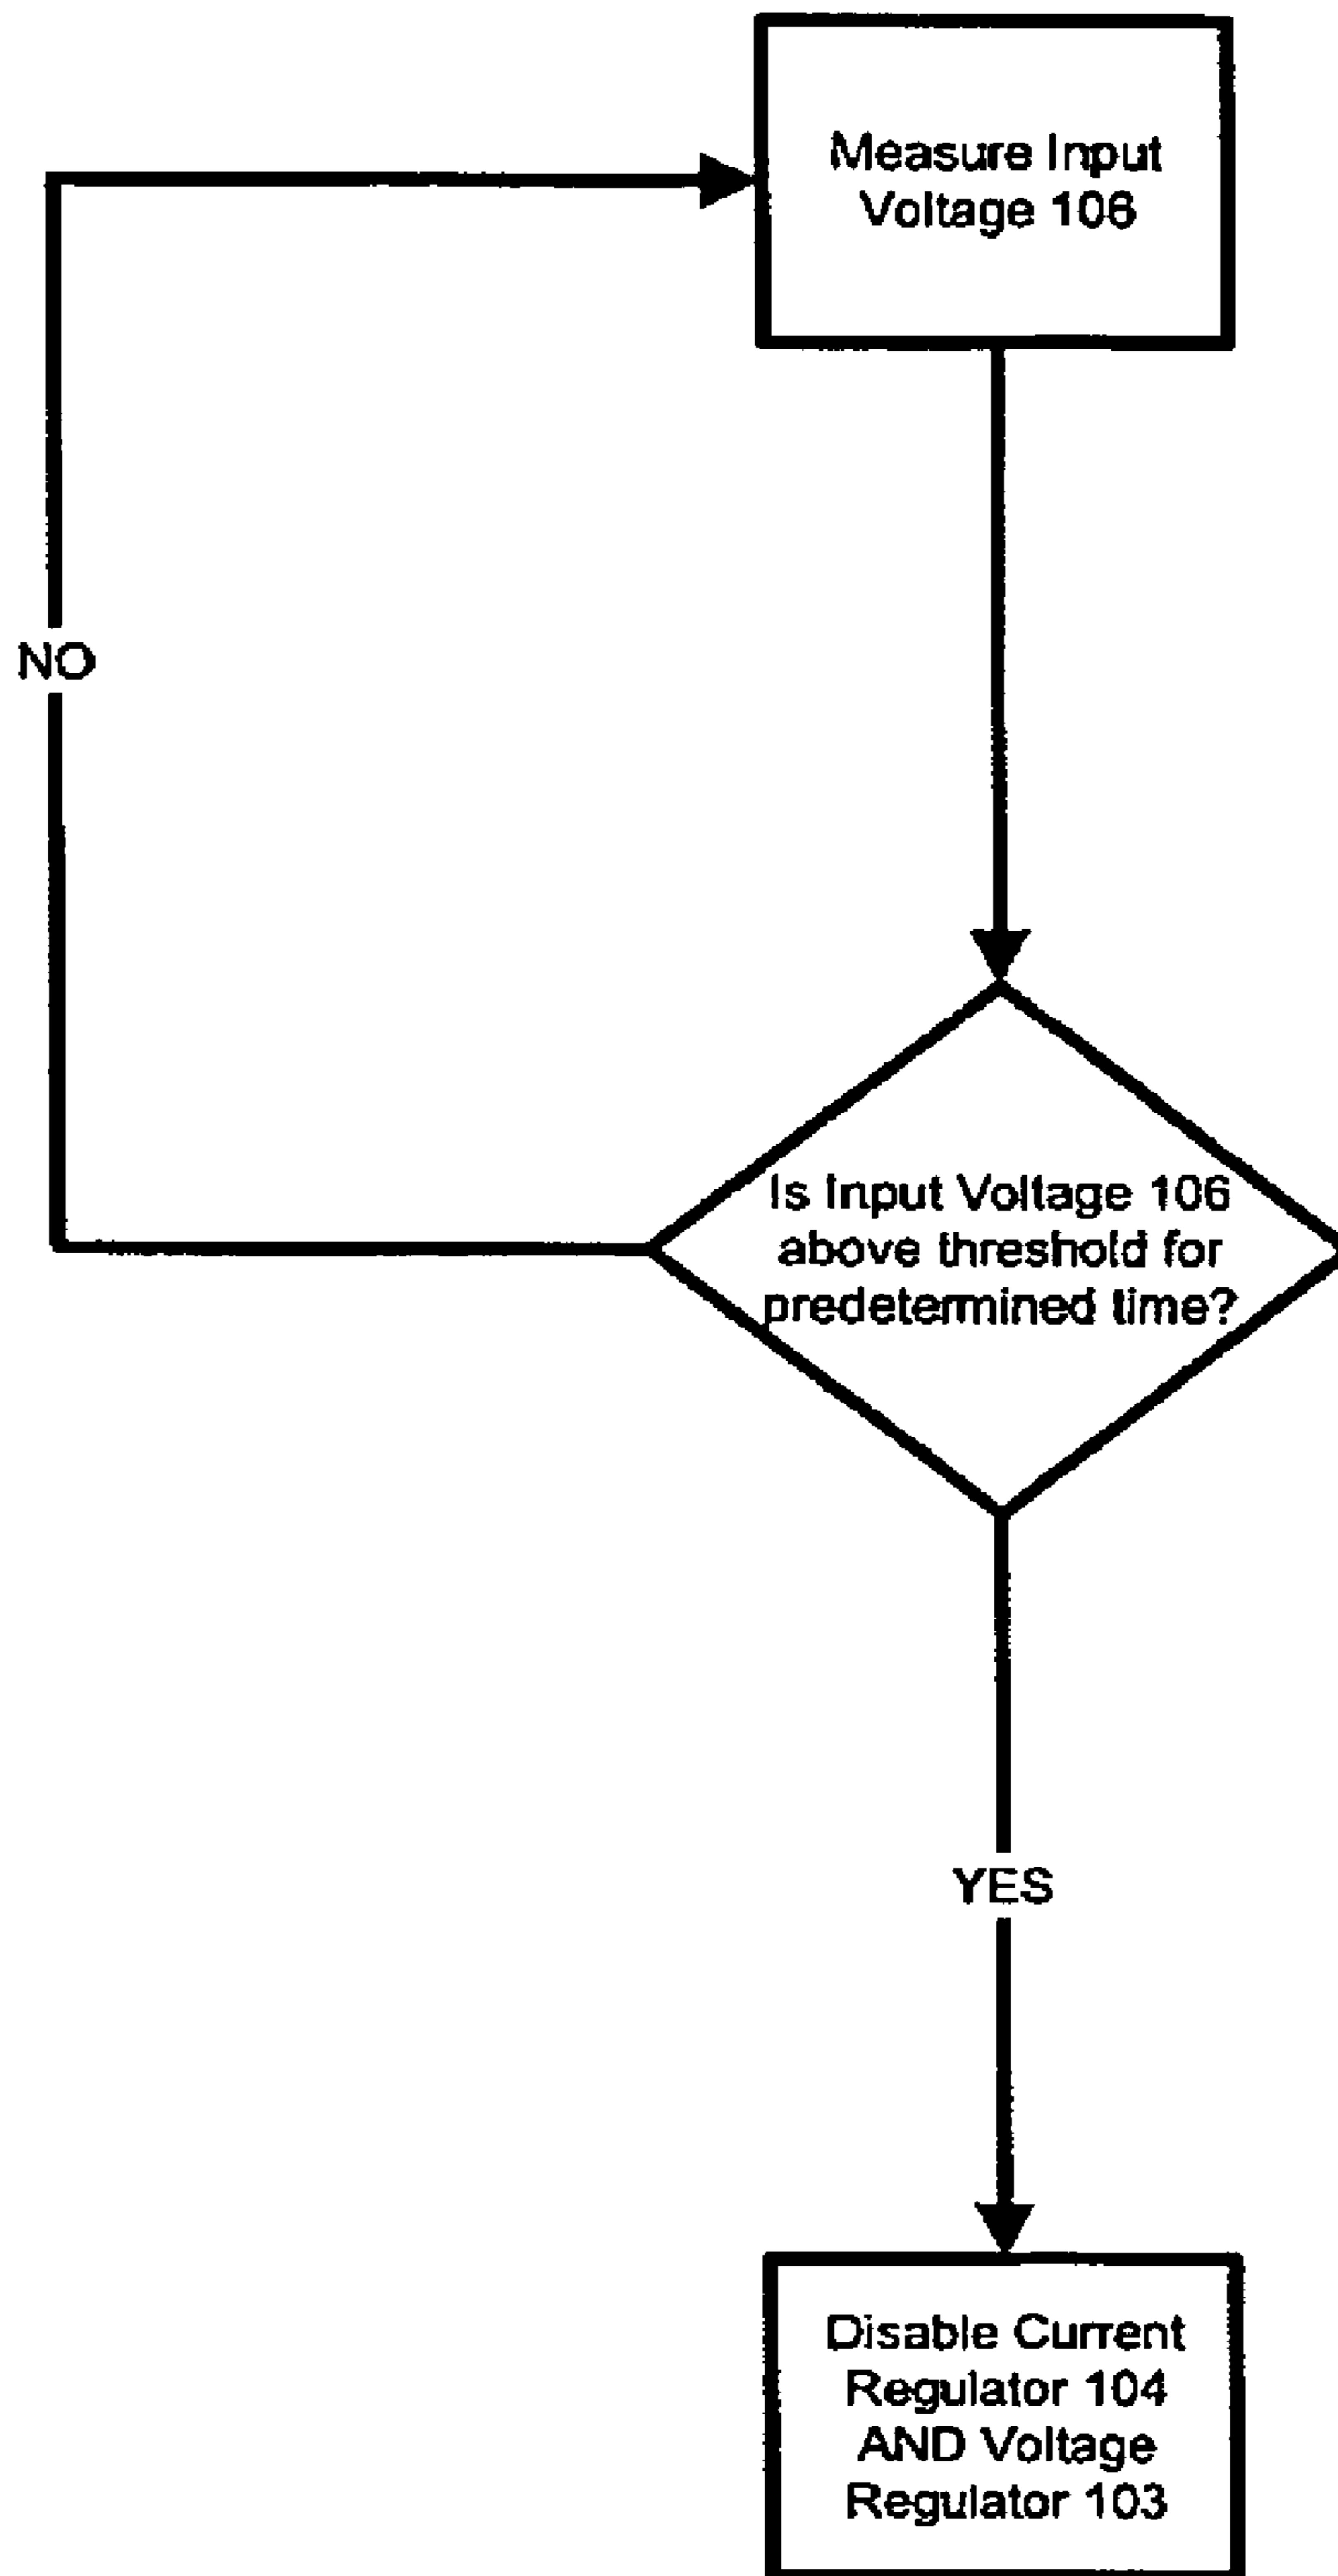 Measure Input
Voltage 106
NO
Is Input Voltage 106
above threshold for
predetermined time?
YES
Disable Current
Regulator 104
AND Voltage
Regulator 103